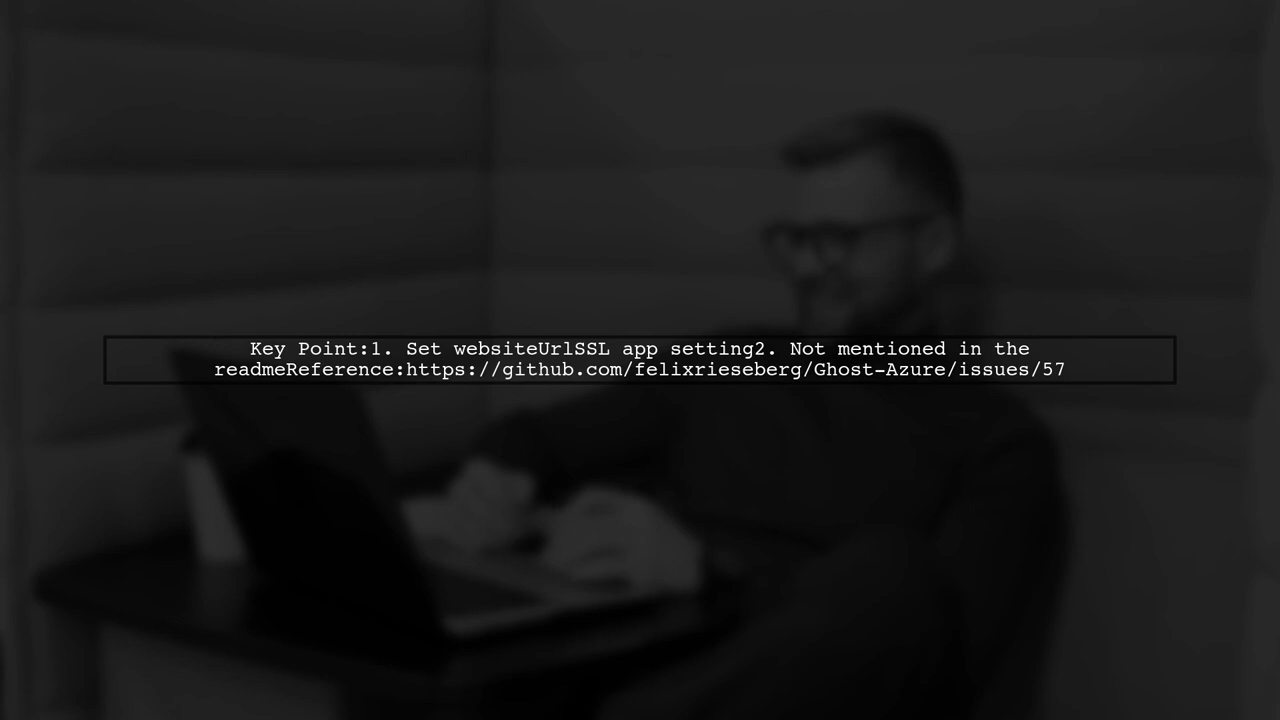 Key Point:1. Set websiteUrlSSL app setting2. Not mentioned in the
readmeReference:https://github.com/felixrieseberg/Ghost-Azure/issues/57